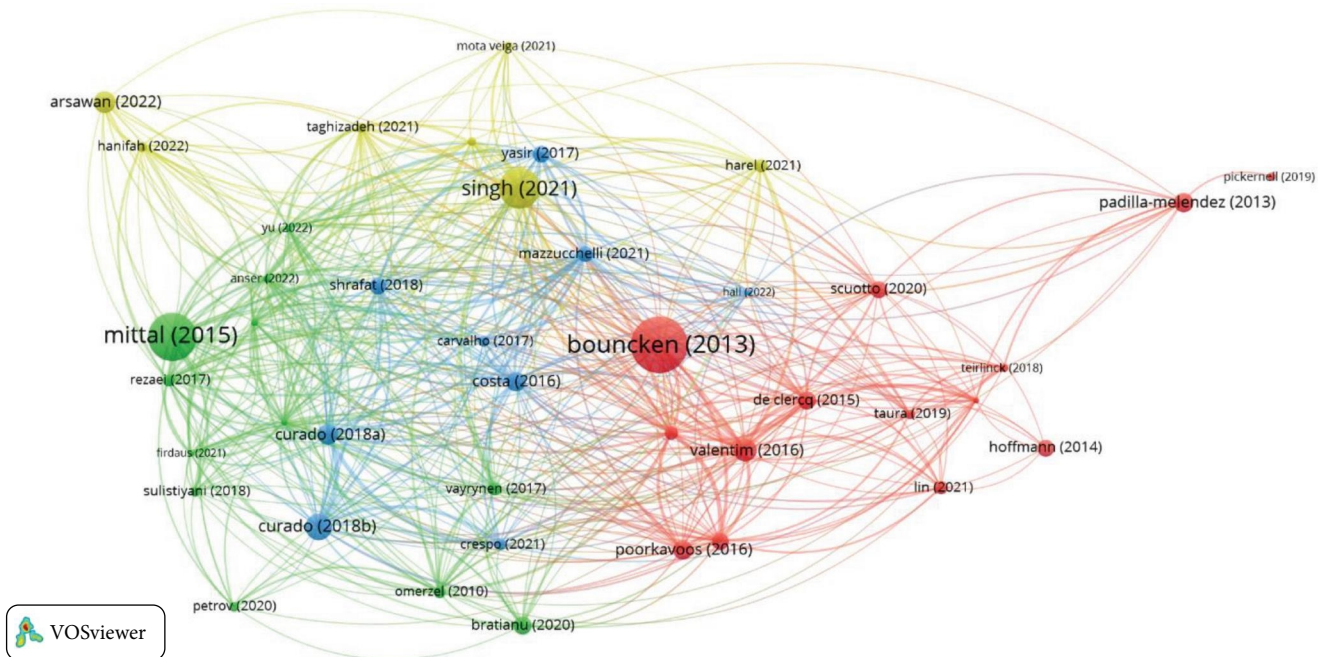 mota veiga (2021)
arsawan (2022)
taghizadeh (2021)
hanifah (2022)
yasir (2017)
harel (2021)
pickernell (2019)
singh (2021)
padilla-melendez (2013)
yu (2022)
mazzucchelli (2021)
anser (2022)
shrafat (2018)
hall (2022)
scuotto (2020)
mittal (2015)
carvalho (2017)
bouncken (2013)
rezaei (2017)
costa (2016)
teirlinck (2018)
de clercq (2015)
taura (2019)
curado (2018a)
firdaus (2021)
valentim (2016)
hoffmann (2014)
sulistiyani (2018)
vayrynen (2017)
lin (2021)
curado (2018b)
crespo (2021)
poorkavoos (2016)
omerzel (2010)
petrov (2020)
bratianu (2020)
VOSviewer